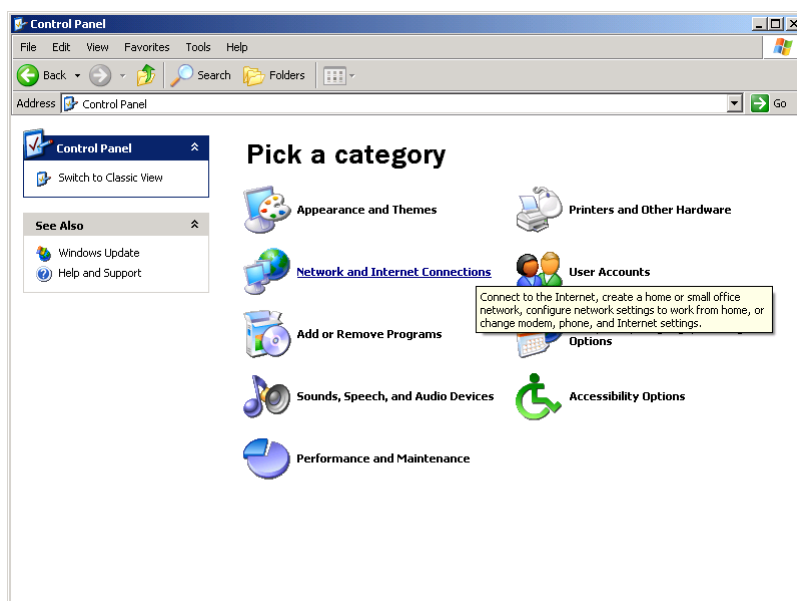 Control Panel
File Edit View Favorites Tools Help
Back Search Folders
Address Control Panel Go
Control Panel
Switch to Classic View
See Also
Windows Update
Help and Support
Pick a category
Appearance and Themes
Printers and Other Hardware
Network and Internet Connections
User Accounts
Connect to the Internet, create a home or small office
network, configure network settings to work from home, or
change modem, phone, and Internet settings.
Add or Remove Programs
Options
Sounds, Speech, and Audio Devices
Accessibility Options
Performance and Maintenance